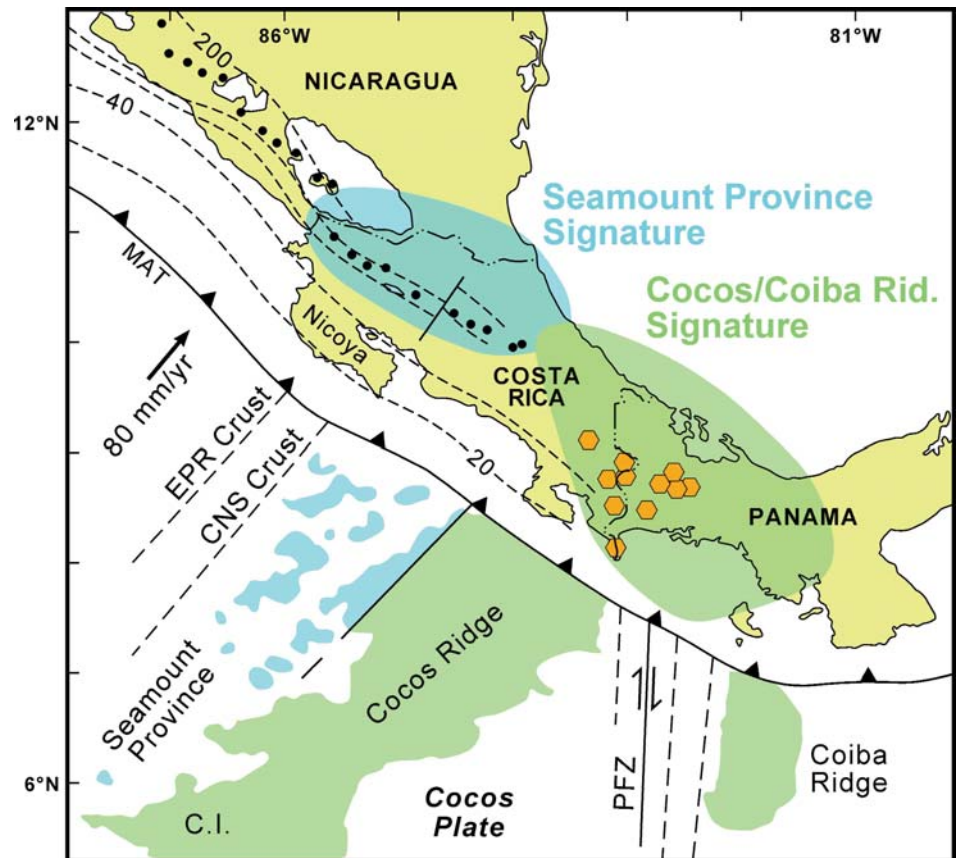 86°W
81°W
200
NICARAGUA
40
12°N
Seamount Province
Signature
MAT
Cocos/Coiba Rid.
Signature
Nicoya
80 mm/yr
COSTA
RICA
EPR Crust
20
CNS Crust
PANAMA
Seamount
Province
Cocos Ridge
Coiba
Ridge
PFZ
6°N
Cocos
Plate
C.I.